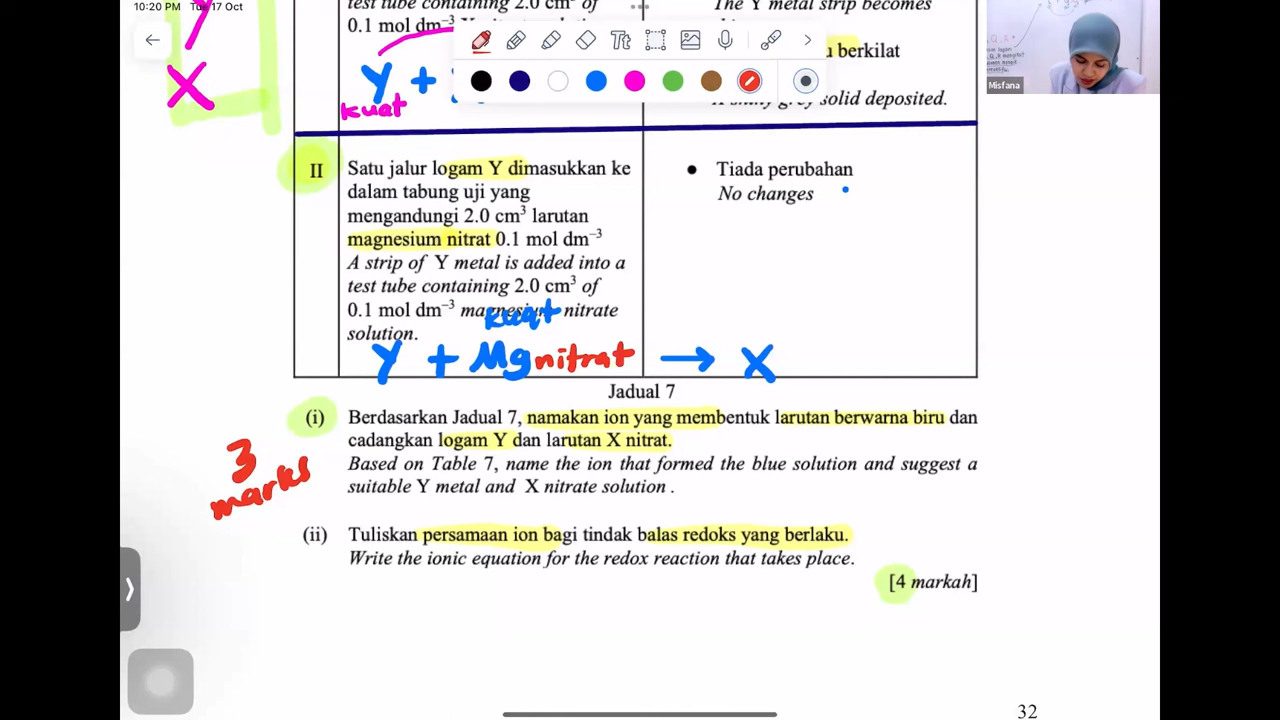 10:20 PM Tue 17 Oct
Y
X
test tube containing 2.0 cm³ of
0.1 mol dm⁻³
The Y metal strip becomes
Tt
berkilat
solid deposited.
Y +
kuat
Misfana
II
Satu jalur logam Y dimasukkan ke
dalam tabung uji yang
mengandungi 2.0 cm³ larutan
magnesium nitrat 0.1 mol dm⁻³
A strip of Y metal is added into a
test tube containing 2.0 cm³ of
0.1 mol dm⁻³ magnesium nitrate
solution.
kuat
Y + Mg nitrat → X
• Tiada perubahan
No changes
Jadual 7
(i) Berdasarkan Jadual 7, namakan ion yang membentuk larutan berwarna biru dan
cadangkan logam Y dan larutan X nitrat.
Based on Table 7, name the ion that formed the blue solution and suggest a
suitable Y metal and X nitrate solution .
3
marks
(ii) Tuliskan persamaan ion bagi tindak balas redoks yang berlaku.
Write the ionic equation for the redox reaction that takes place.
[4 markah]
32